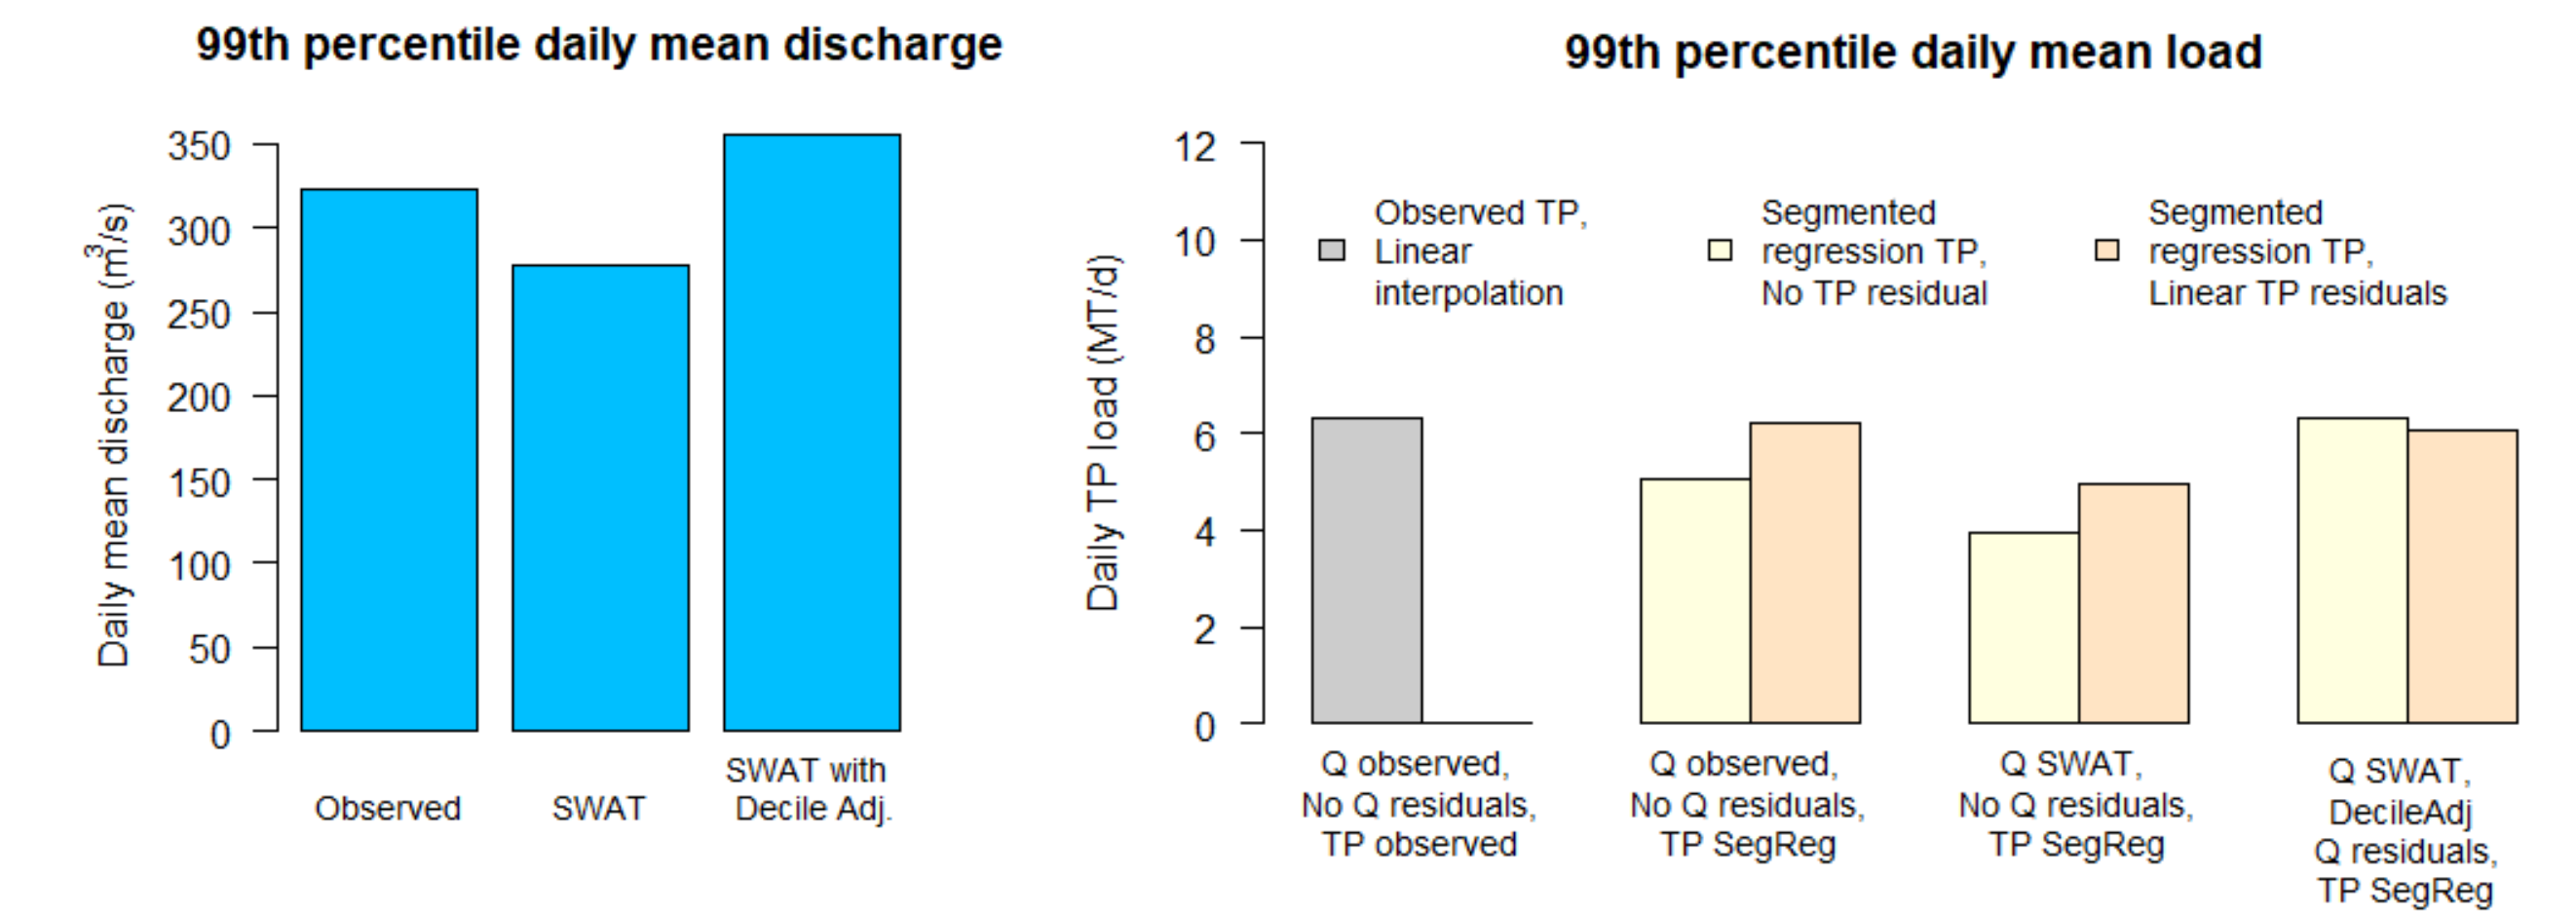 99th percentile daily mean discharge
Daily mean discharge (m³/s)
350
300
250
200
150
100
50
0
Observed
SWAT
SWAT with
Decile Adj.
99th percentile daily mean load
Daily TP load (MT/d)
12
10
8
6
4
2
0
Observed TP,
Linear
interpolation
Segmented
regression TP,
No TP residual
Segmented
regression TP,
Linear TP residuals
Q observed,
No Q residuals,
TP observed
Q observed,
No Q residuals,
TP SegReg
Q SWAT,
No Q residuals,
TP SegReg
Q SWAT,
DecileAdj
Q residuals,
TP SegReg